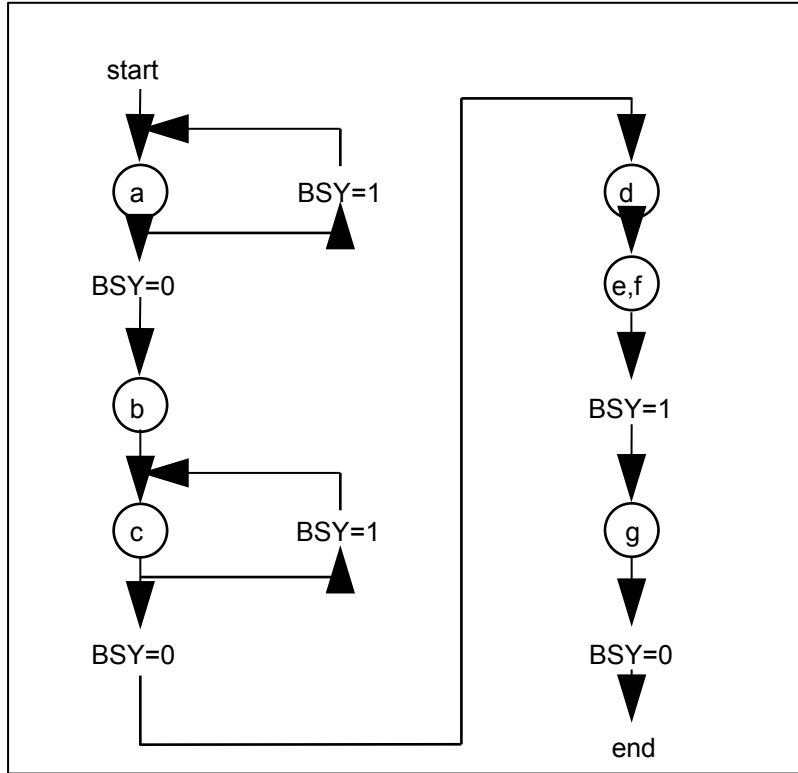 start
a
BSY=1
BSY=0
b
c
BSY=1
BSY=0
d
e,f
BSY=1
g
BSY=0
end